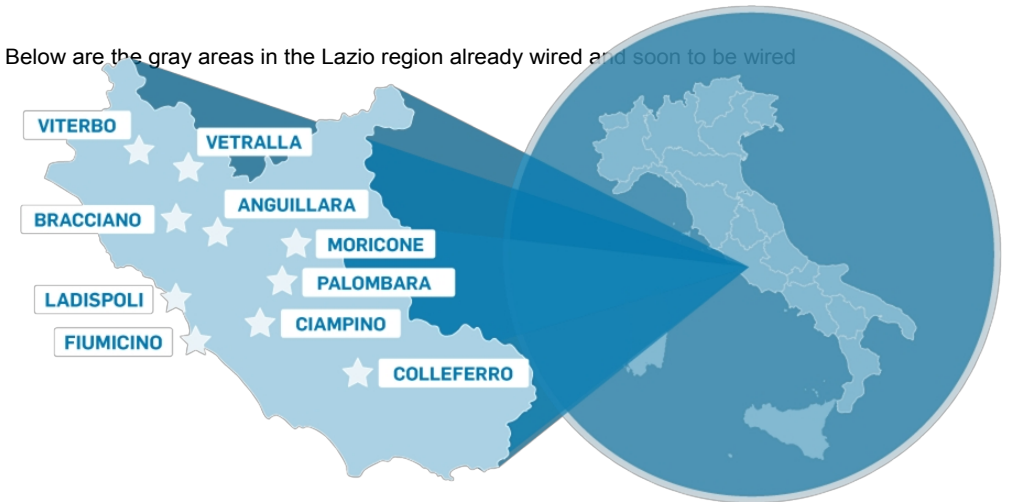 Below are the gray areas in the Lazio region already wired and soon to be wired
VITERBO
VETRALLA
ANGUILLARA
BRACCIANO
MORICONE
PALOMBARA
LADISPOLI
CIAMPINO
FIUMICINO
COLLEFERRO